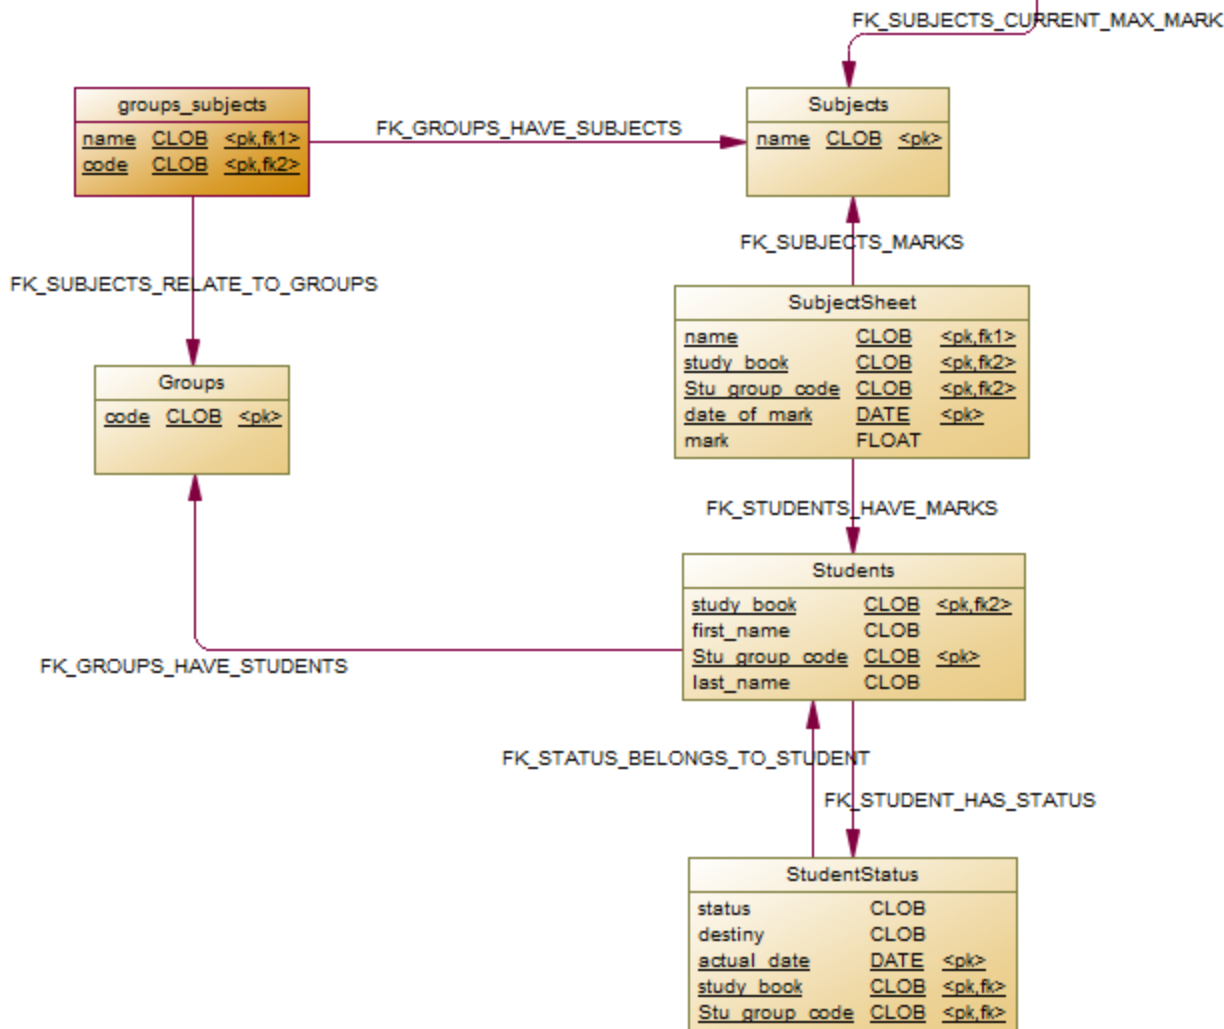 FK_SUBJECTS_CURRENT_MAX_MARK
groups_subjects
name CLOB <pk,fk1>
code CLOB <pk,fk2>
FK_GROUPS_HAVE_SUBJECTS
Subjects
name CLOB <pk>
FK_SUBJECTS_MARKS
FK_SUBJECTS_RELATE_TO_GROUPS
SubjectSheet
name CLOB <pk,fk1>
study_book CLOB <pk,fk2>
Stu_group_code CLOB <pk,fk2>
date_of_mark DATE <pk>
mark FLOAT
Groups
code CLOB <pk>
FK_STUDENTS_HAVE_MARKS
Students
study_book CLOB <pk,fk2>
first_name CLOB
Stu_group_code CLOB <pk>
last_name CLOB
FK_GROUPS_HAVE_STUDENTS
FK_STATUS_BELONGS_TO_STUDENT
FK_STUDENT_HAS_STATUS
StudentStatus
status CLOB
destiny CLOB
actual_date DATE <pk>
study_book CLOB <pk,fk>
Stu_group_code CLOB <pk,fk>